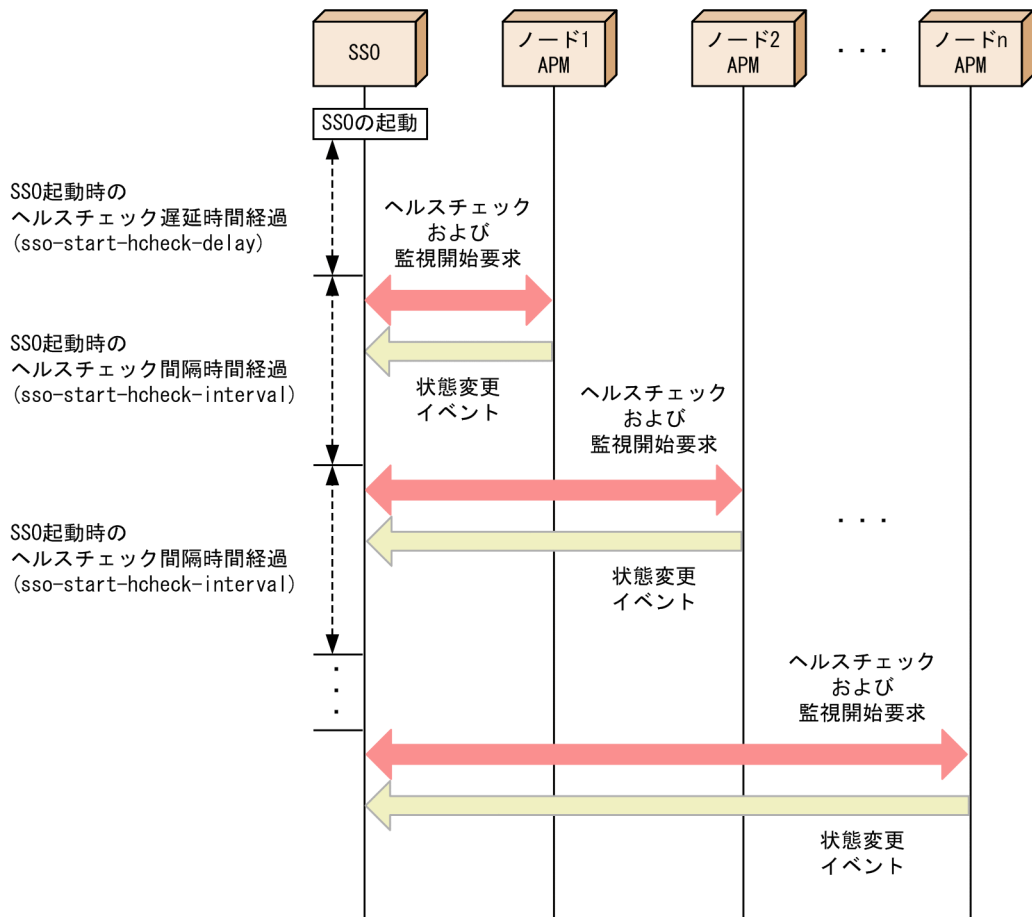 SSO
ノード1
APM
ノード2
APM
・・・
ノードn
APM
SSOの起動
SSO起動時の
ヘルスチェック遅延時間経過
(sso-start-hcheck-delay)
ヘルスチェック
および
監視開始要求
SSO起動時の
ヘルスチェック間隔時間経過
(sso-start-hcheck-interval)
状態変更
イベント
ヘルスチェック
および
監視開始要求
SSO起動時の
ヘルスチェック間隔時間経過
(sso-start-hcheck-interval)
・・・
状態変更
イベント
・・・
ヘルスチェック
および
監視開始要求
状態変更
イベント